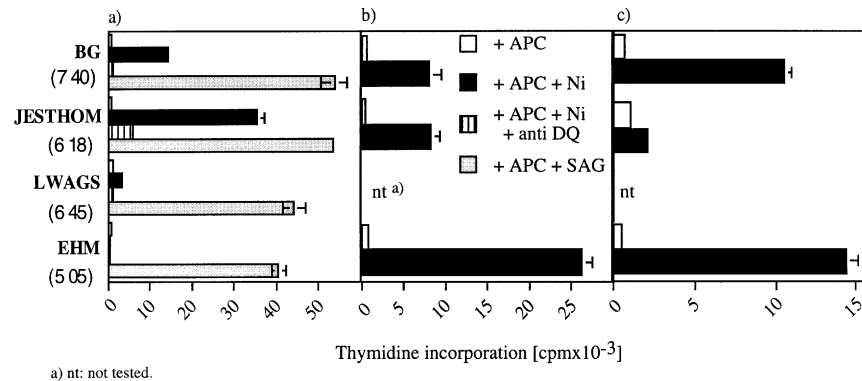 a)
b)
c)
BG
(7 40)
JESTHOM
(6 18)
LWAGS
(6 45)
EHM
(5 05)
+ APC
+ APC + Ni
+ APC + Ni
+ anti DQ
+ APC + SAG
nt a)
nt
0 10 20 30 40 50
0 5 10 15 20 25
0 5 10 15
Thymidine incorporation [cpmx10-3]
a) nt: not tested.